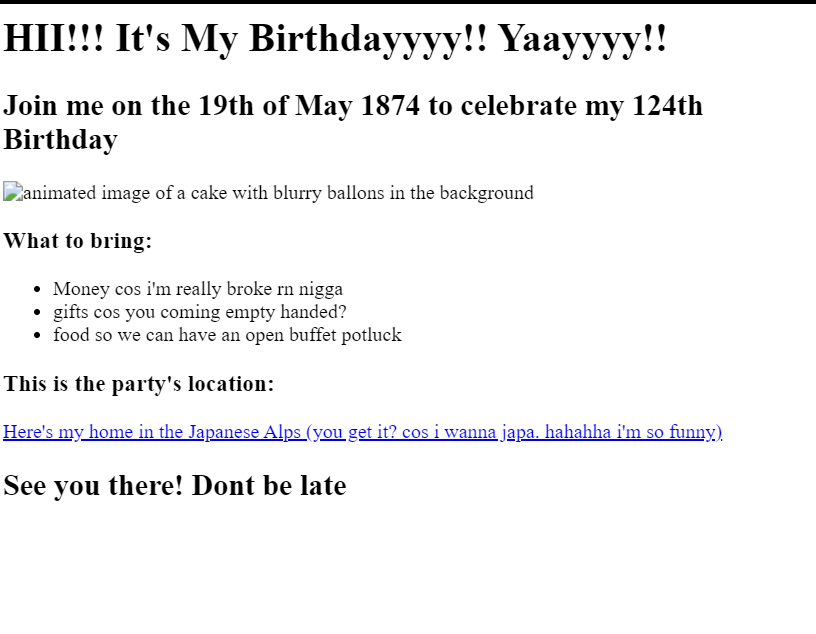 HII!!! It's My Birthdayyyy!! Yaayyyy!!
Join me on the 19th of May 1874 to celebrate my 124th
Birthday
animated image of a cake with blurry ballons in the background
What to bring:
Money cos i'm really broke rn nigga
gifts cos you coming empty handed?
food so we can have an open buffet potluck
This is the party's location:
Here's my home in the Japanese Alps (you get it? cos i wanna japa. hahahha i'm so funny)
See you there! Dont be late